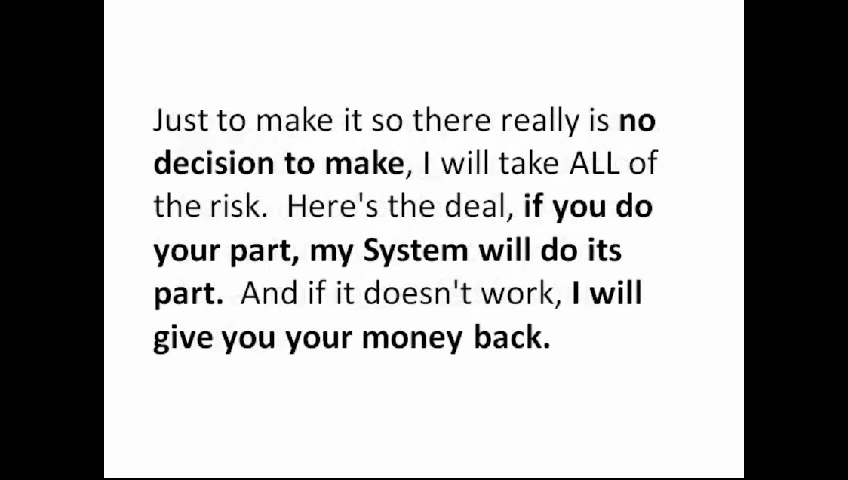 Just to make it so there really is no
decision to make, I will take ALL of
the risk.  Here's the deal, if you do
your part, my System will do its
part.  And if it doesn't work, I will
give you your money back.